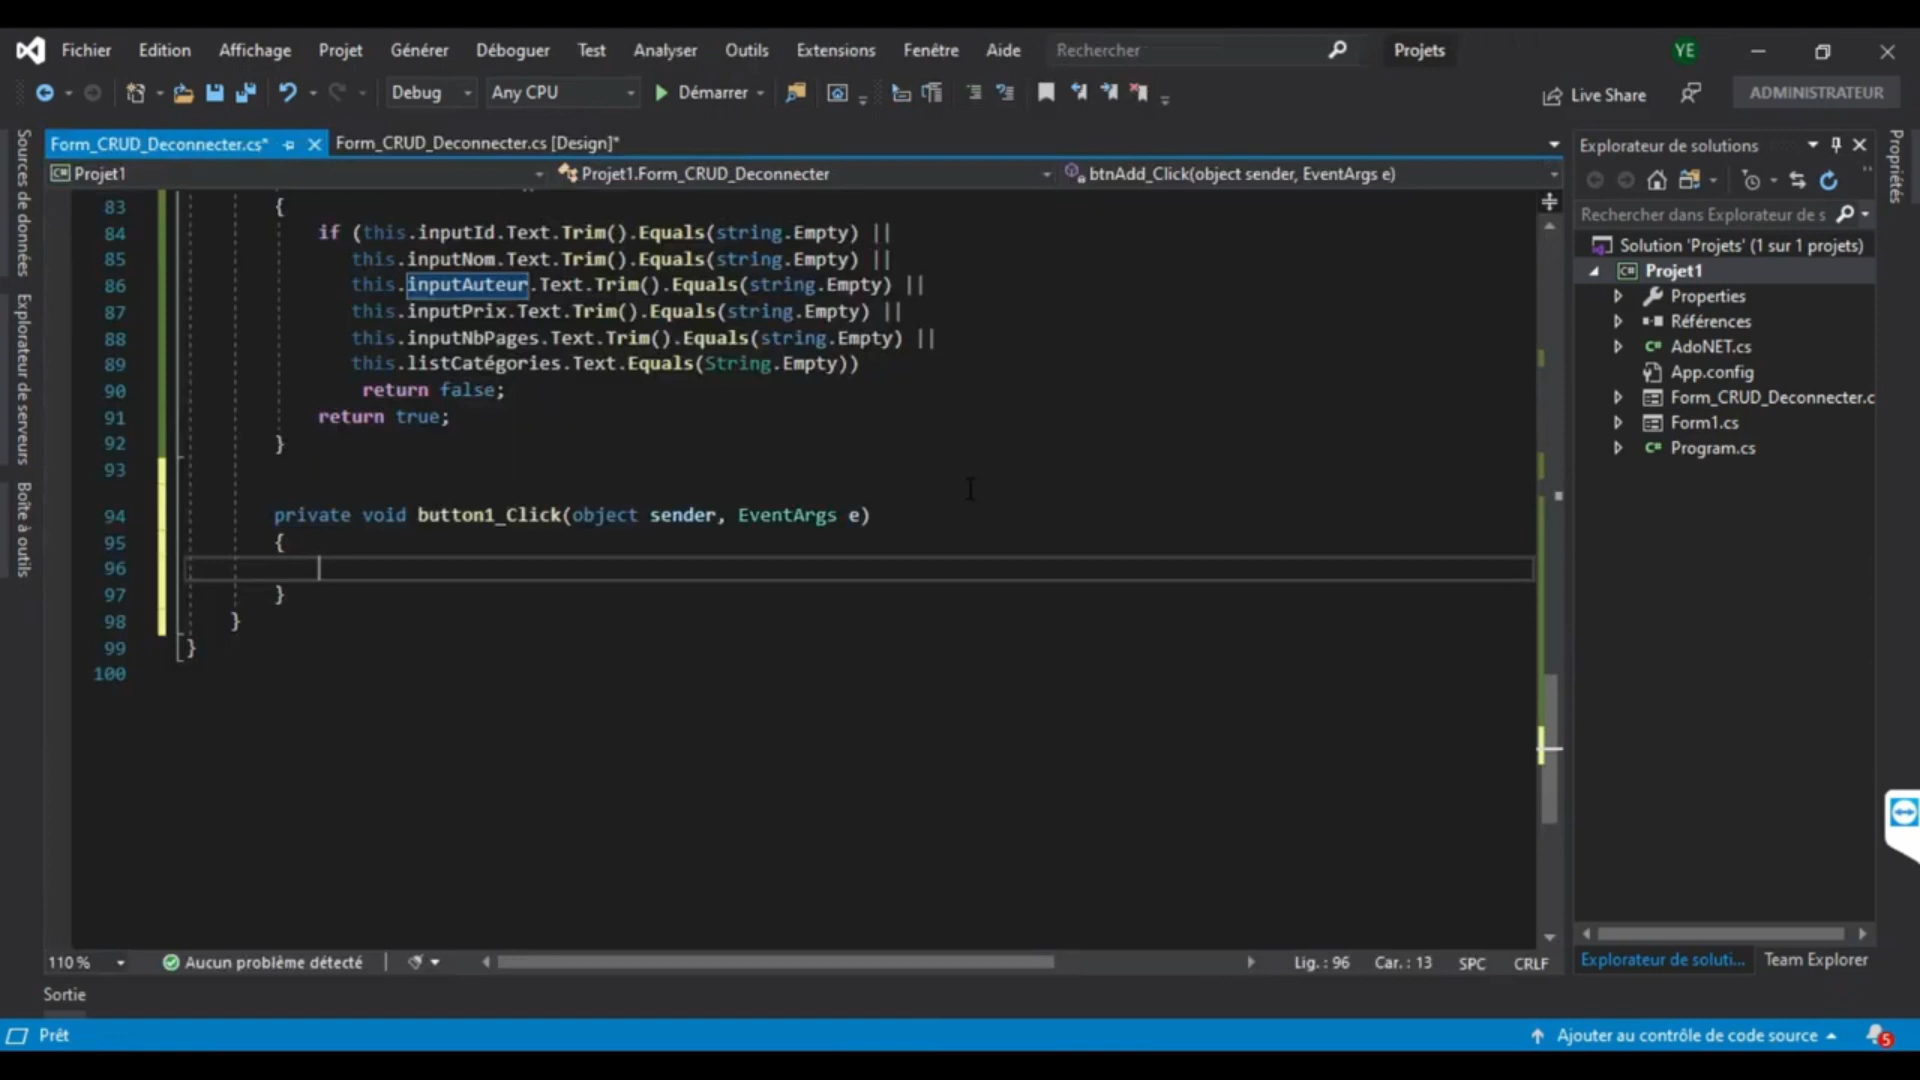 Fichier Edition Affichage Projet Générer Déboguer Test Analyser Outils Extensions Fenêtre Aide Rechercher Projets YE
Debug Any CPU Démarrer Live Share ADMINISTRATEUR
Sources de données
Explorateur de serveurs
Boîte à outils
Form_CRUD_Deconnecter.cs* Form_CRUD_Deconnecter.cs [Design]*
Projet1 Projet1.Form_CRUD_Deconnecter btnAdd_Click(object sender, EventArgs e)
83 {
84 if (this.inputId.Text.Trim().Equals(string.Empty) ||
85 this.inputNom.Text.Trim().Equals(string.Empty) ||
86 this.inputAuteur.Text.Trim().Equals(string.Empty) ||
87 this.inputPrix.Text.Trim().Equals(string.Empty) ||
88 this.inputNbPages.Text.Trim().Equals(string.Empty) ||
89 this.listCatégories.Text.Equals(String.Empty))
90 return false;
91 return true;
92 }
93
94 private void button1_Click(object sender, EventArgs e)
95 {
96
97 }
98 }
99 }
100
110 % Aucun problème détecté Lig. : 96 Car. : 13 SPC CRLF
Explorateur de solutions
Rechercher dans Explorateur de s
Solution 'Projets' (1 sur 1 projets)
Projet1
Properties
Références
AdoNET.cs
App.config
Form_CRUD_Deconnecter.c
Form1.cs
Program.cs
Explorateur de soluti... Team Explorer
Propriétés
Sortie
Prêt Ajouter au contrôle de code source 5